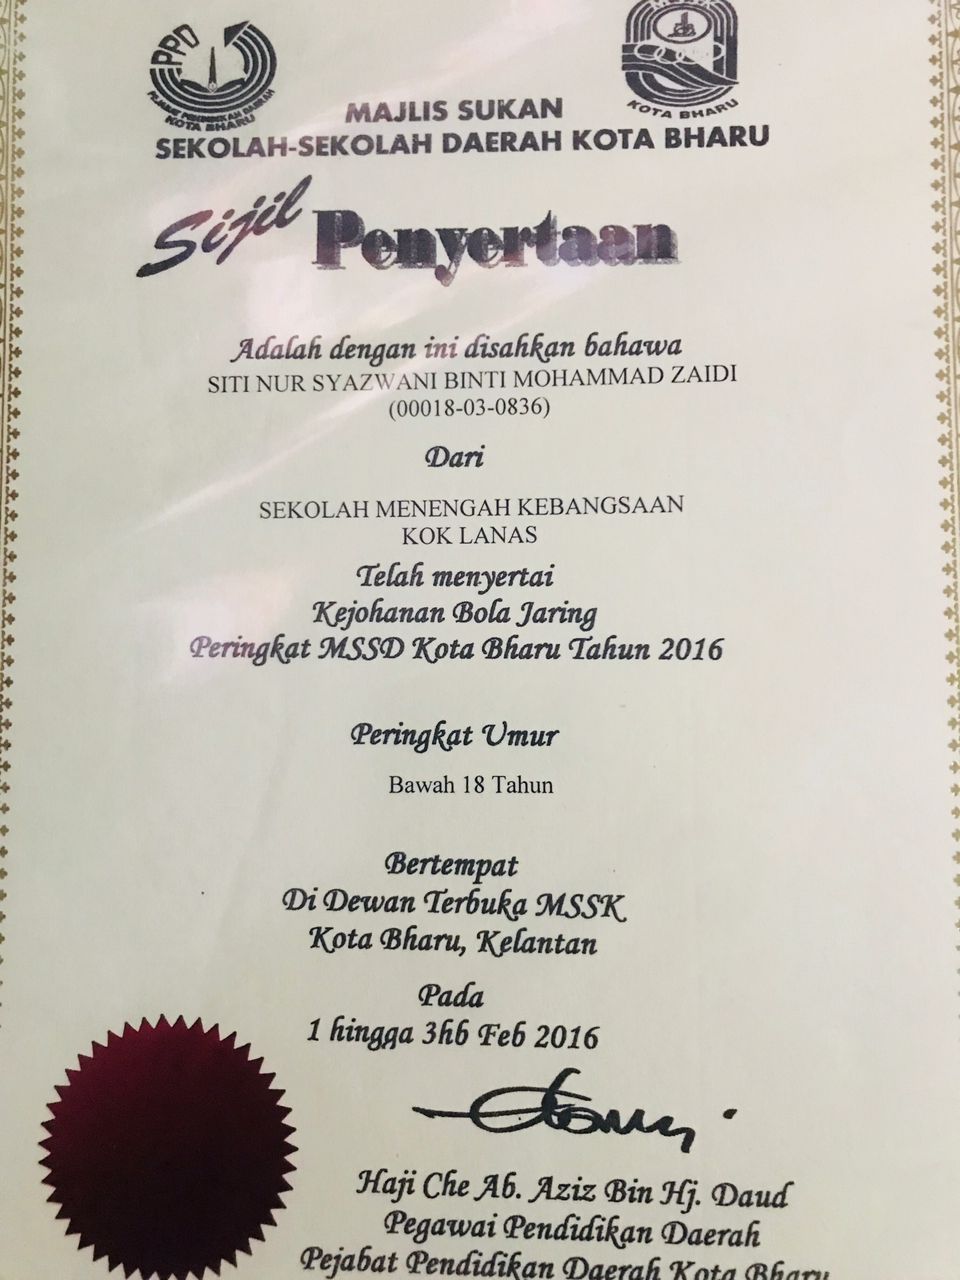 PPD
PEJABAT PENDIDIKAN DAERAH
KOTA BHARU
KOTA BHARU
MAJLIS SUKAN
SEKOLAH-SEKOLAH DAERAH KOTA BHARU
Sijil Penyertaan
Adalah dengan ini disahkan bahawa
SITI NUR SYAZWANI BINTI MOHAMMAD ZAIDI
(00018-03-0836)
Dari
SEKOLAH MENENGAH KEBANGSAAN
KOK LANAS
Telah menyertai
Kejohanan Bola Jaring
Peringkat MSSD Kota Bharu Tahun 2016
Peringkat Umur
Bawah 18 Tahun
Bertempat
Di Dewan Terbuka MSSK
Kota Bharu, Kelantan
Pada
1 hingga 3hb Feb 2016
Haji Che Ab. Aziz Bin Hj. Daud
Pegawai Pendidikan Daerah
Pejabat Pendidikan Daerah Kota Bharu